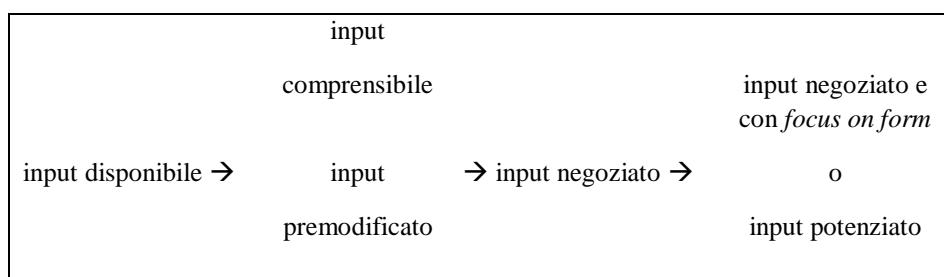 input
comprensibile
input negoziato e
con focus on form
input disponibile → input → input negoziato → o
premodificato
input potenziato